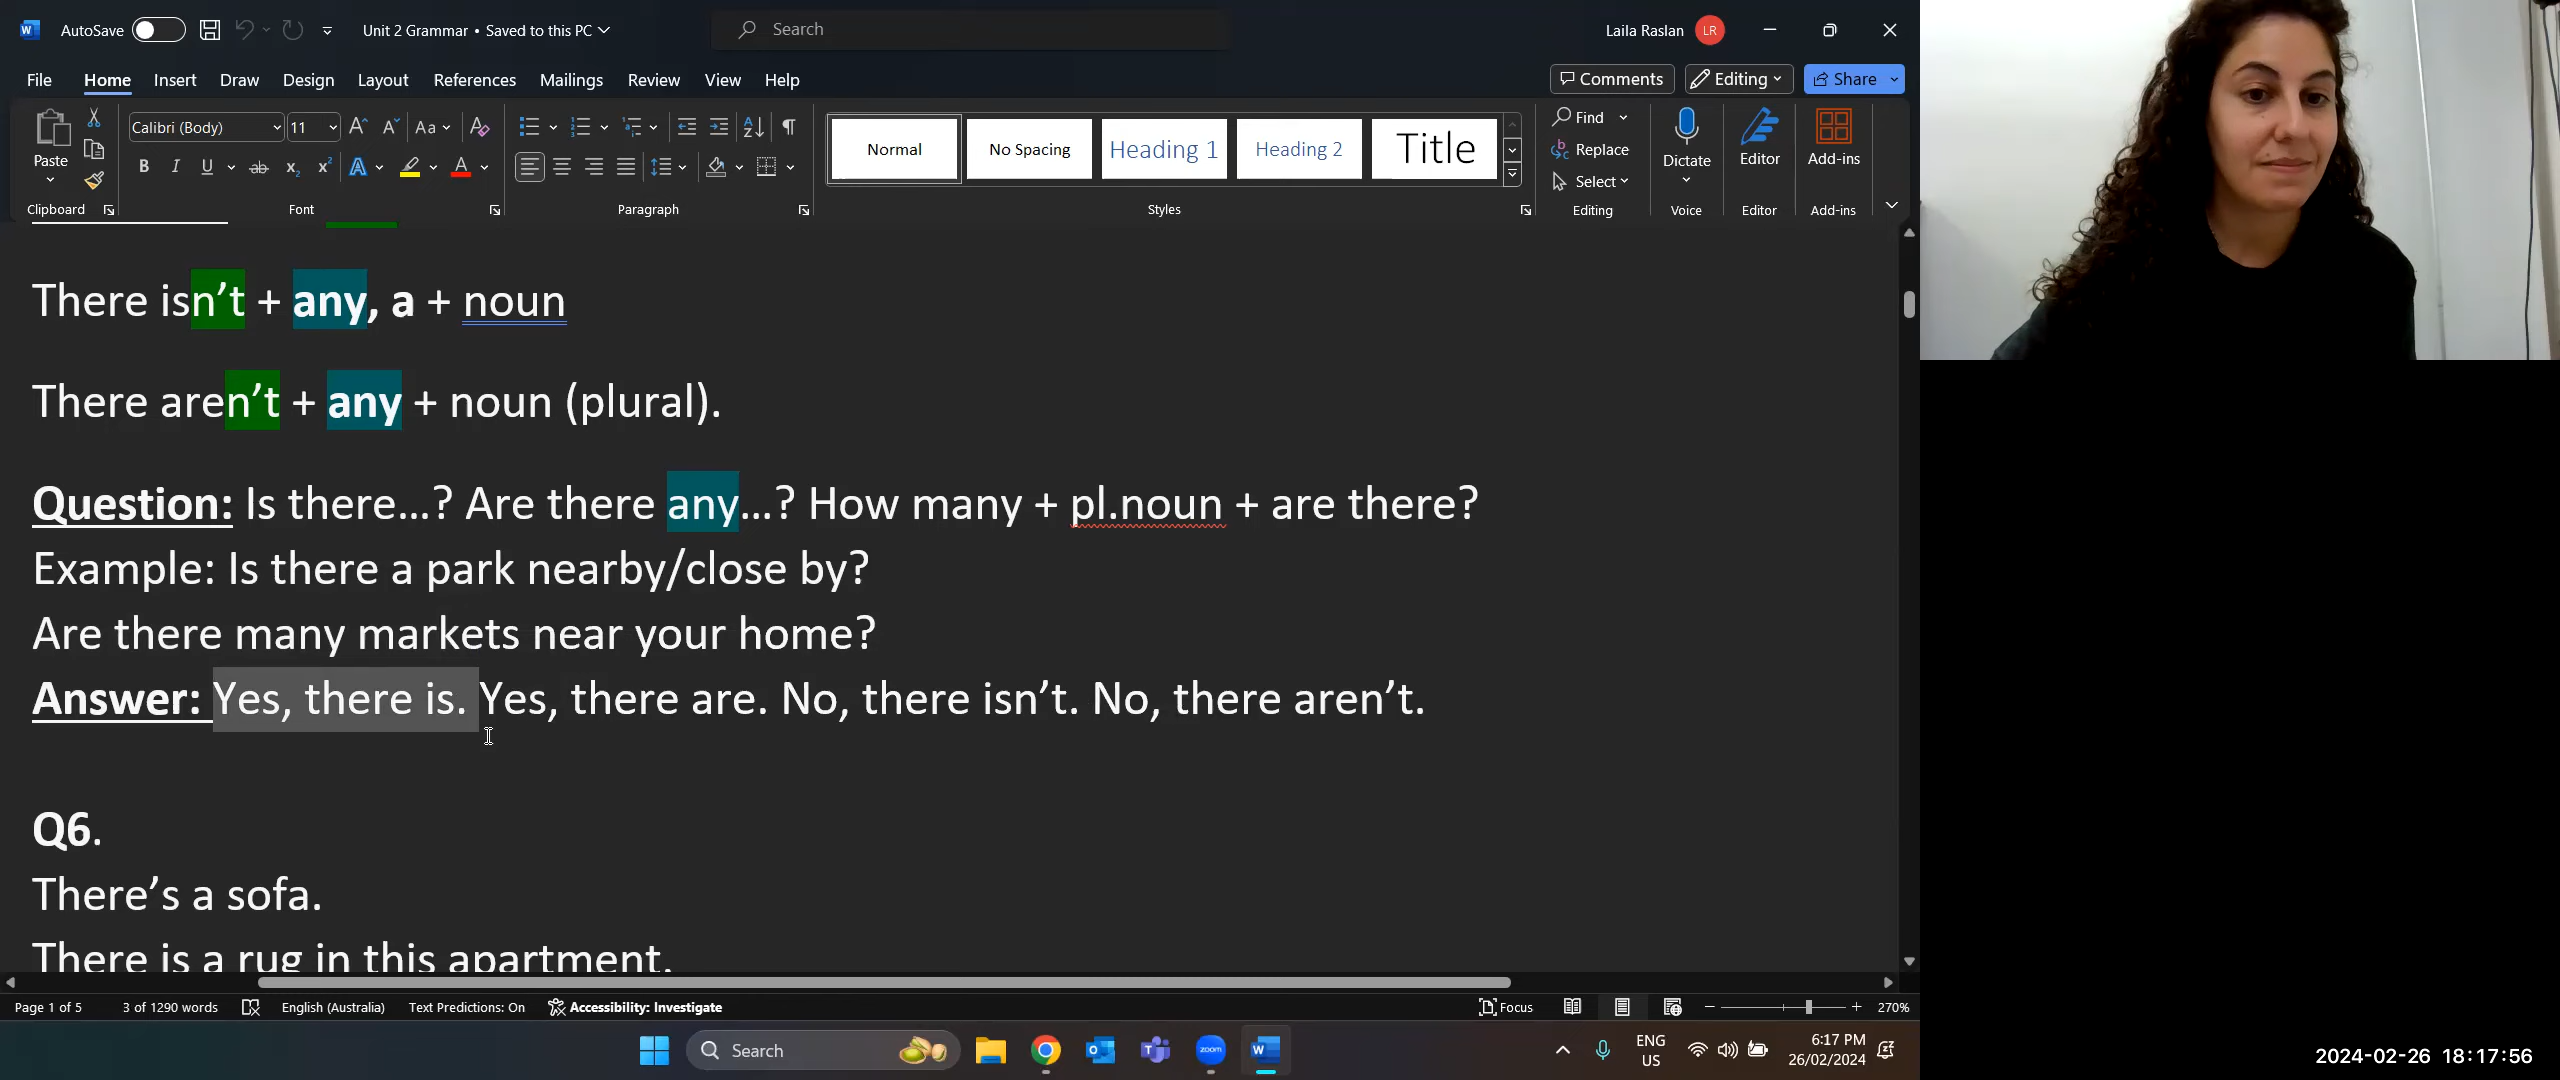 AutoSave
Unit 2 Grammar • Saved to this PC
Search
Laila Raslan
LR
File Home Insert Draw Design Layout References Mailings Review View Help
Comments
Editing
Share
Paste
Clipboard
Calibri (Body)
11
Font
Paragraph
Normal
No Spacing
Heading 1
Heading 2
Title
Styles
Find
Replace
Select
Editing
Dictate
Voice
Editor
Editor
Add-ins
Add-ins
There isn’t + any, a + noun
There aren’t + any + noun (plural).
Question: Is there…? Are there any…? How many + pl.noun + are there?
Example: Is there a park nearby/close by?
Are there many markets near your home?
Answer: Yes, there is. Yes, there are. No, there isn’t. No, there aren’t.
Q6.
There’s a sofa.
There is a rug in this apartment.
Page 1 of 5
3 of 1290 words
English (Australia)
Text Predictions: On
Accessibility: Investigate
Focus
270%
Search
zoom
ENG
US
6:17 PM
26/02/2024
2024-02-26 18:17:56